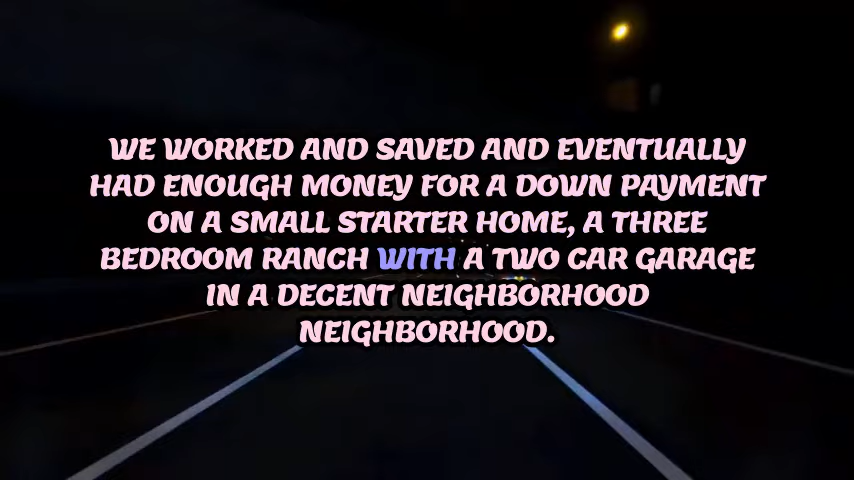 WE WORKED AND SAVED AND EVENTUALLY
HAD ENOUGH MONEY FOR A DOWN PAYMENT
ON A SMALL STARTER HOME, A THREE
BEDROOM RANCH WITH A TWO CAR GARAGE
IN A DECENT NEIGHBORHOOD
NEIGHBORHOOD.